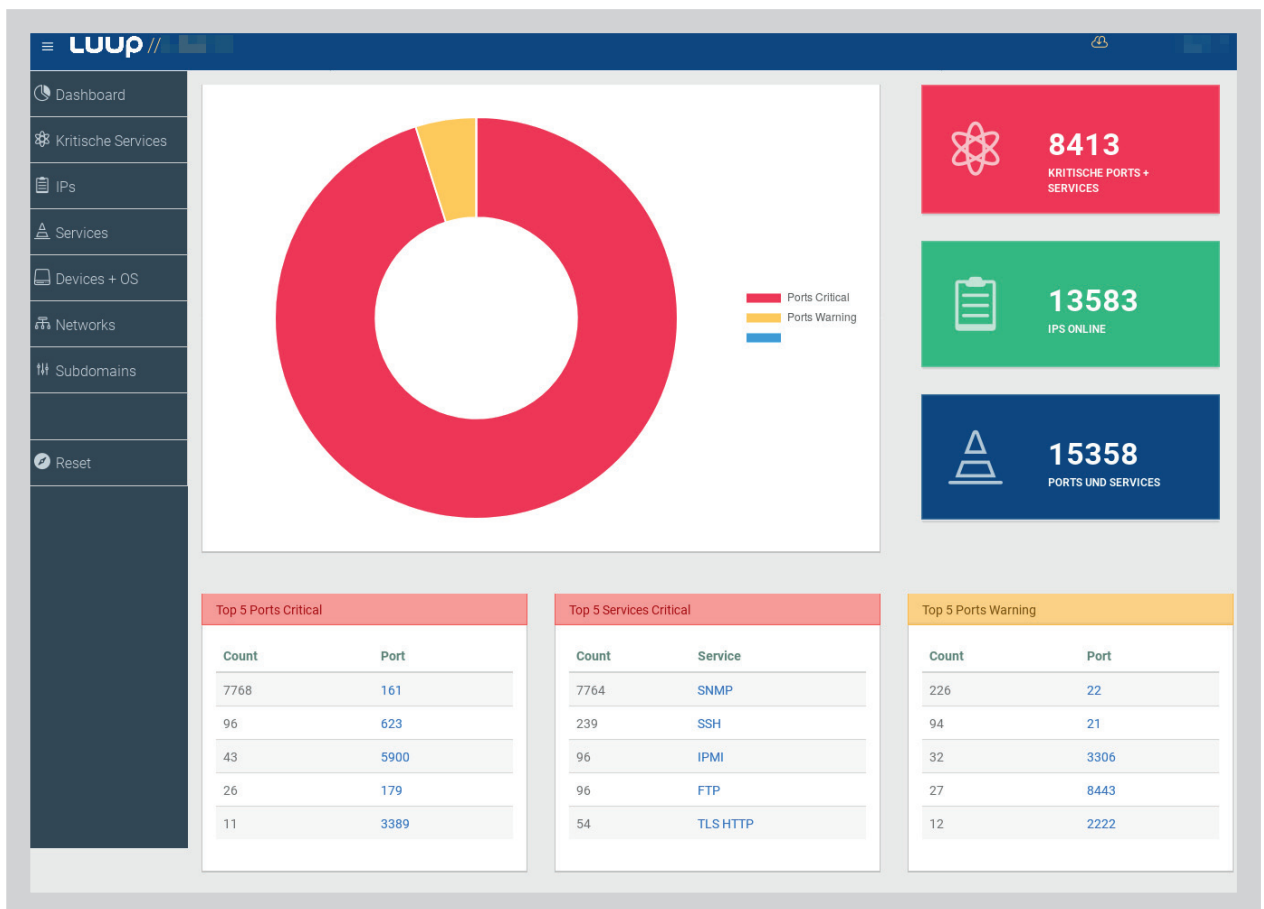 ≡ LUUP //
Dashboard
Kritische Services
IPs
Services
Devices + OS
Networks
Subdomains
Reset
Ports Critical
Ports Warning
8413
KRITISCHE PORTS +
SERVICES
13583
IPS ONLINE
15358
PORTS UND SERVICES
Top 5 Ports Critical
Count Port
7768 161
96 623
43 5900
26 179
11 3389
Top 5 Services Critical
Count Service
7764 SNMP
239 SSH
96 IPMI
96 FTP
54 TLS HTTP
Top 5 Ports Warning
Count Port
226 22
94 21
32 3306
27 8443
12 2222